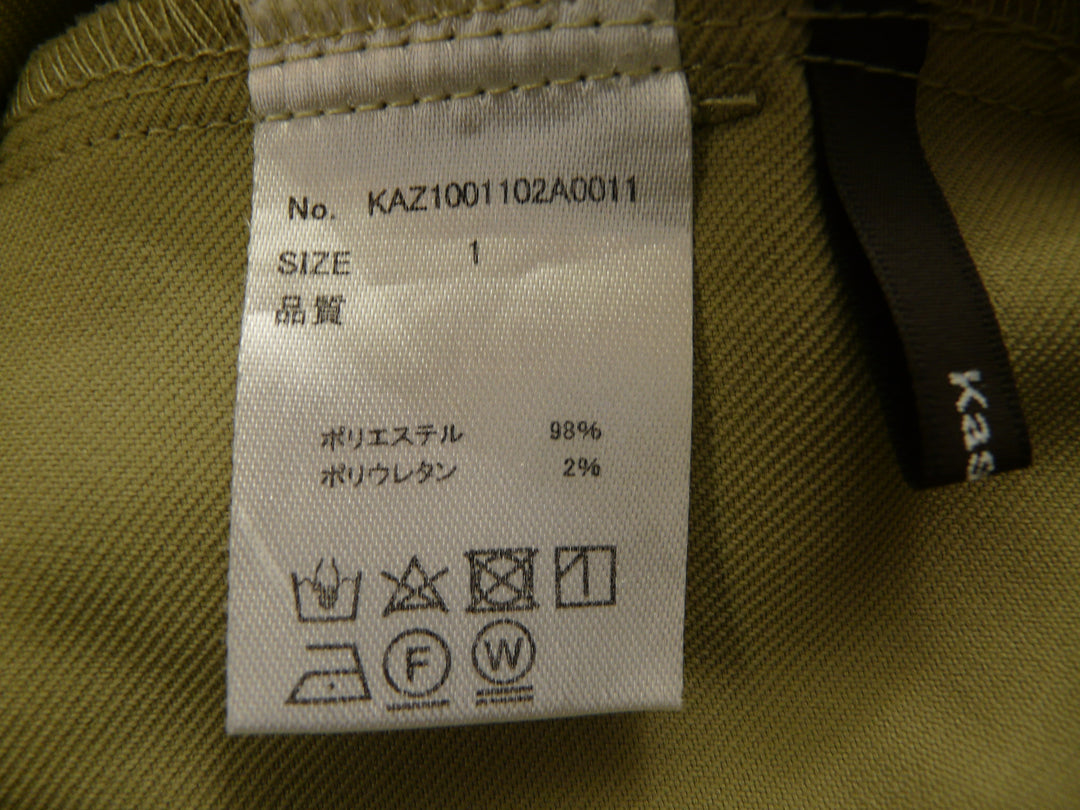 No. KAZ1001102A0011
SIZE 1
品質
ポリエステル 98%
ポリウレタン 2%
F W
Kas